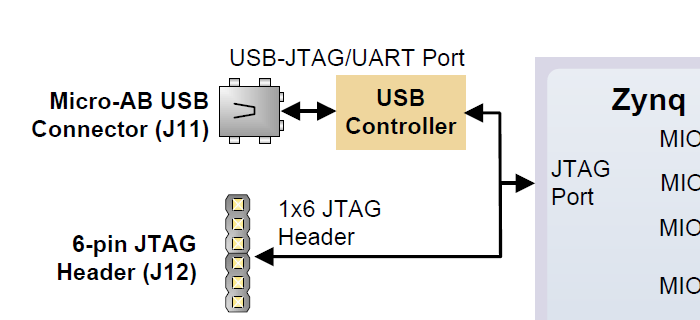 USB-JTAG/UART Port
Micro-AB USB
Connector (J11)
USB
Controller
Zynq
MIO
JTAG
Port
MIO
MIO
MIO
1x6 JTAG
Header
6-pin JTAG
Header (J12)